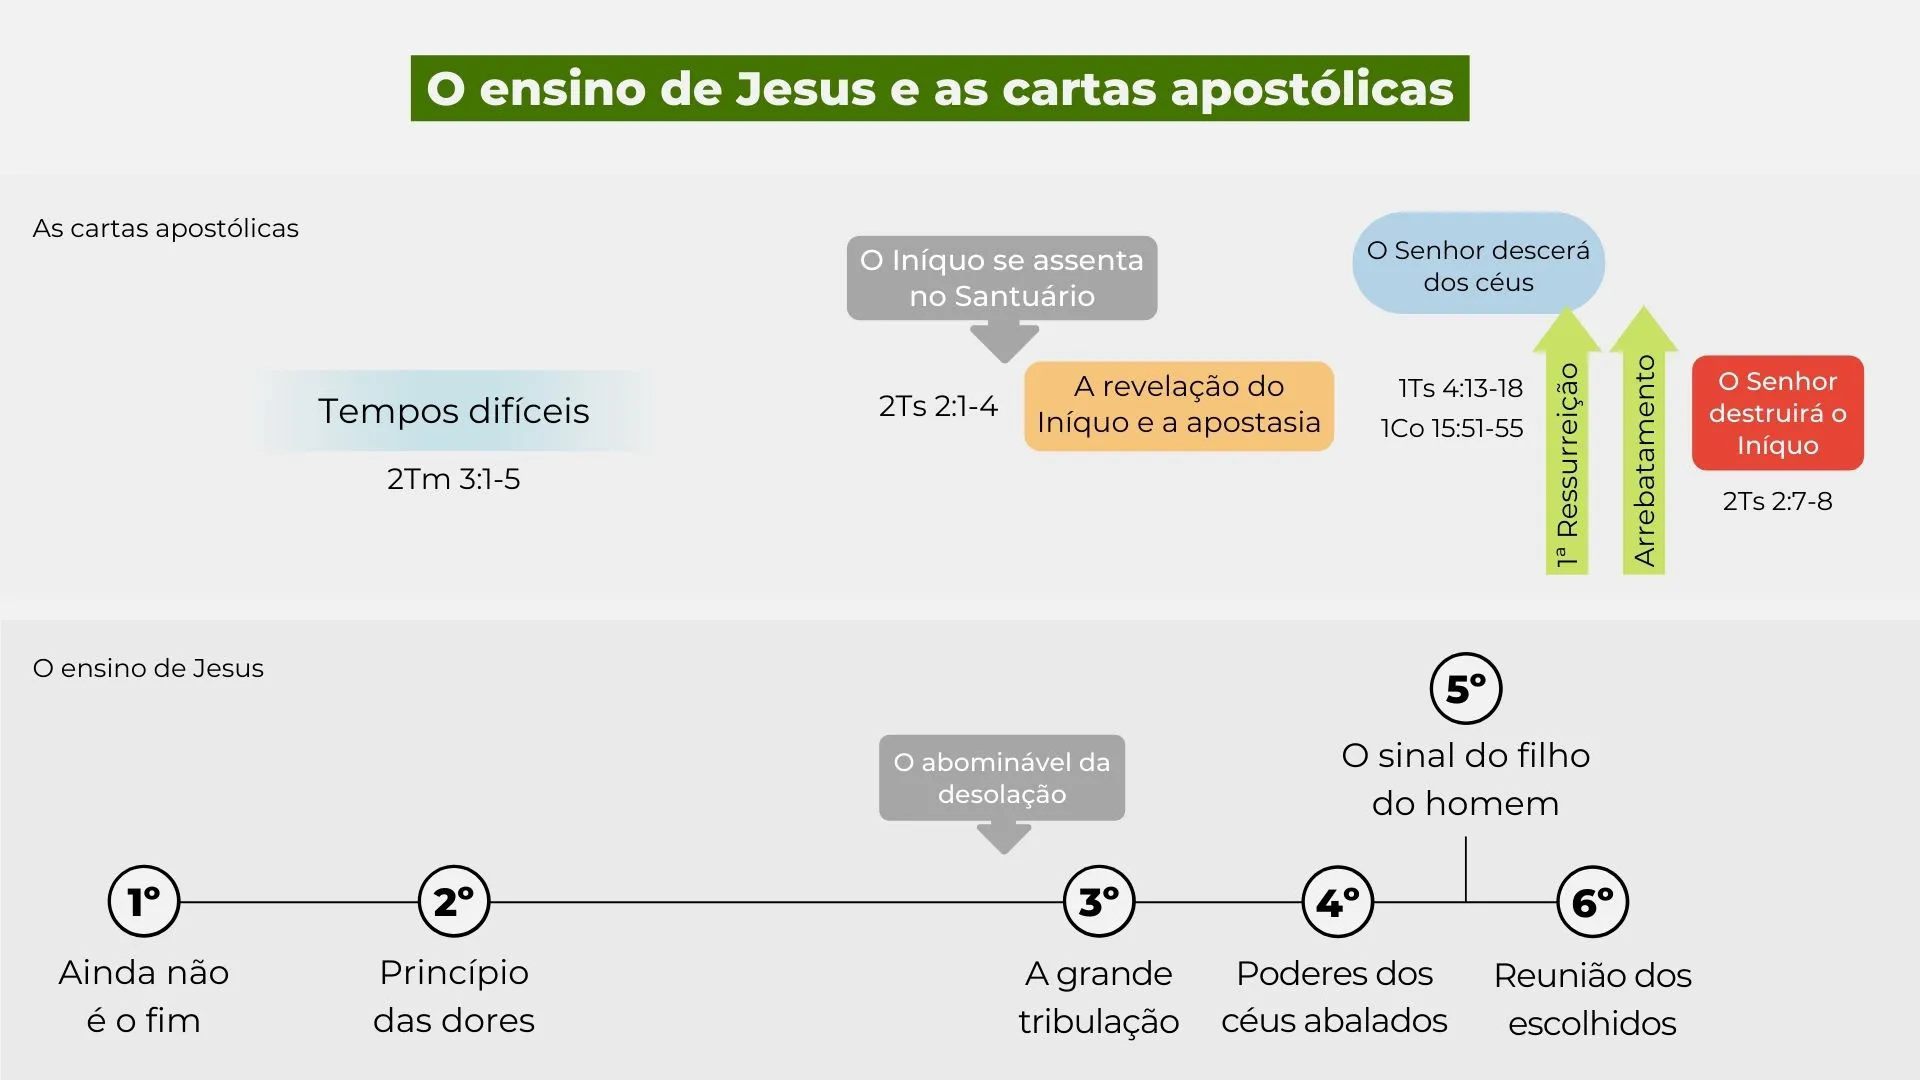 O ensino de Jesus e as cartas apostólicas
As cartas apostólicas
Tempos difíceis
2Tm 3:1-5
O Iníquo se assenta
no Santuário
2Ts 2:1-4
A revelação do
Iníquo e a apostasia
O Senhor descerá
dos céus
1Ts 4:13-18
1Co 15:51-55
1ª Ressurreição
Arrebatamento
O Senhor
destruirá o
Iníquo
2Ts 2:7-8
O ensino de Jesus
1º
Ainda não
é o fim
2º
Princípio
das dores
O abominável da
desolação
3º
A grande
tribulação
4º
Poderes dos
céus abalados
5º
O sinal do filho
do homem
6º
Reunião dos
escolhidos